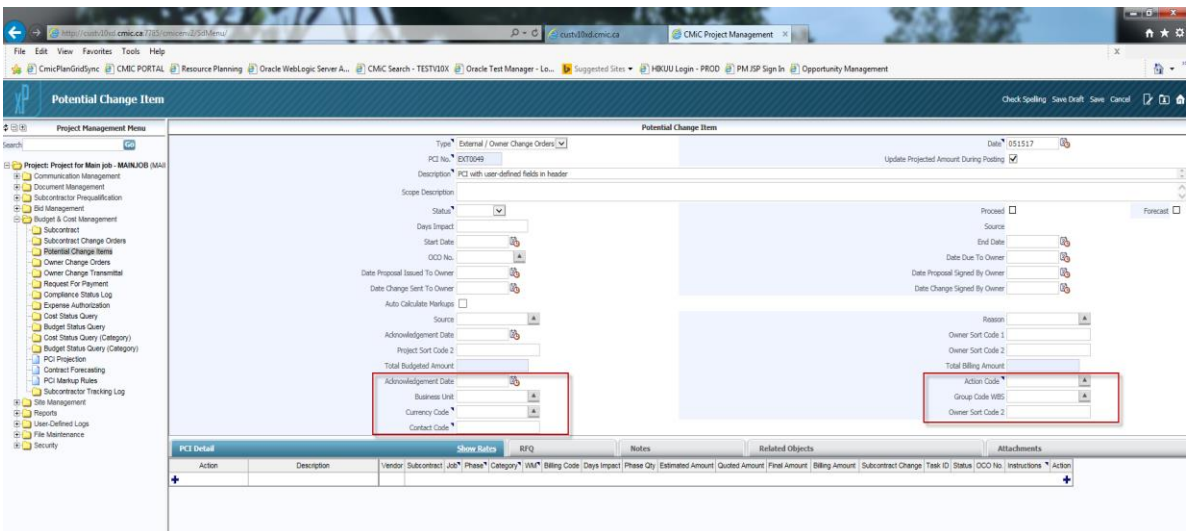 http://custv10xd.cmic.ca:7785/cmicenu2/SdMenu/
custv10xd.cmic.ca
CMiC Project Management
File Edit View Favorites Tools Help
CmicPlanGridSync CMIC PORTAL Resource Planning Oracle WebLogic Server A... CMiC Search - TESTV10X Oracle Test Manager - Lo... Suggested Sites HIKUU Login - PROD PM JSP Sign In Opportunity Management
xP Potential Change Item Check Spelling Save Draft Save Cancel
Project Management Menu
Search Go
Project: Project for Main job - MAINJOB (MAI
Communication Management
Document Management
Subcontractor Prequalification
Bid Management
Budget & Cost Management
Subcontract
Subcontract Change Orders
Potential Change Items
Owner Change Orders
Owner Change Transmittal
Request For Payment
Compliance Status Log
Expense Authorization
Cost Status Query
Budget Status Query
Cost Status Query (Category)
Budget Status Query (Category)
PCI Projection
Contract Forecasting
PCI Markup Rules
Subcontractor Tracking Log
Site Management
Reports
User-Defined Logs
File Maintenance
Security
Potential Change Item
Type External / Owner Change Orders Date 051517
PCI No. EXT0049 Update Projected Amount During Posting
Description PCI with user-defined fields in header
Scope Description
Status Proceed Forecast
Days Impact Source
Start Date End Date
OCO No. Date Due To Owner
Date Proposal Issued To Owner Date Proposal Signed By Owner
Date Change Sent To Owner Date Change Signed By Owner
Auto Calculate Markups
Source Reason
Acknowledgement Date Owner Sort Code 1
Project Sort Code 2 Owner Sort Code 2
Total Budgeted Amount Total Billing Amount
Acknowledgement Date Action Code
Business Unit Group Code WBS
Currency Code Owner Sort Code 2
Contact Code
PCI Detail Show Rates RFQ Notes Related Objects Attachments
Action Description Vendor Subcontract Job Phase Category WM Billing Code Days Impact Phase Qty Estimated Amount Quoted Amount Final Amount Billing Amount Subcontract Change Task ID Status OCO No. Instructions Action